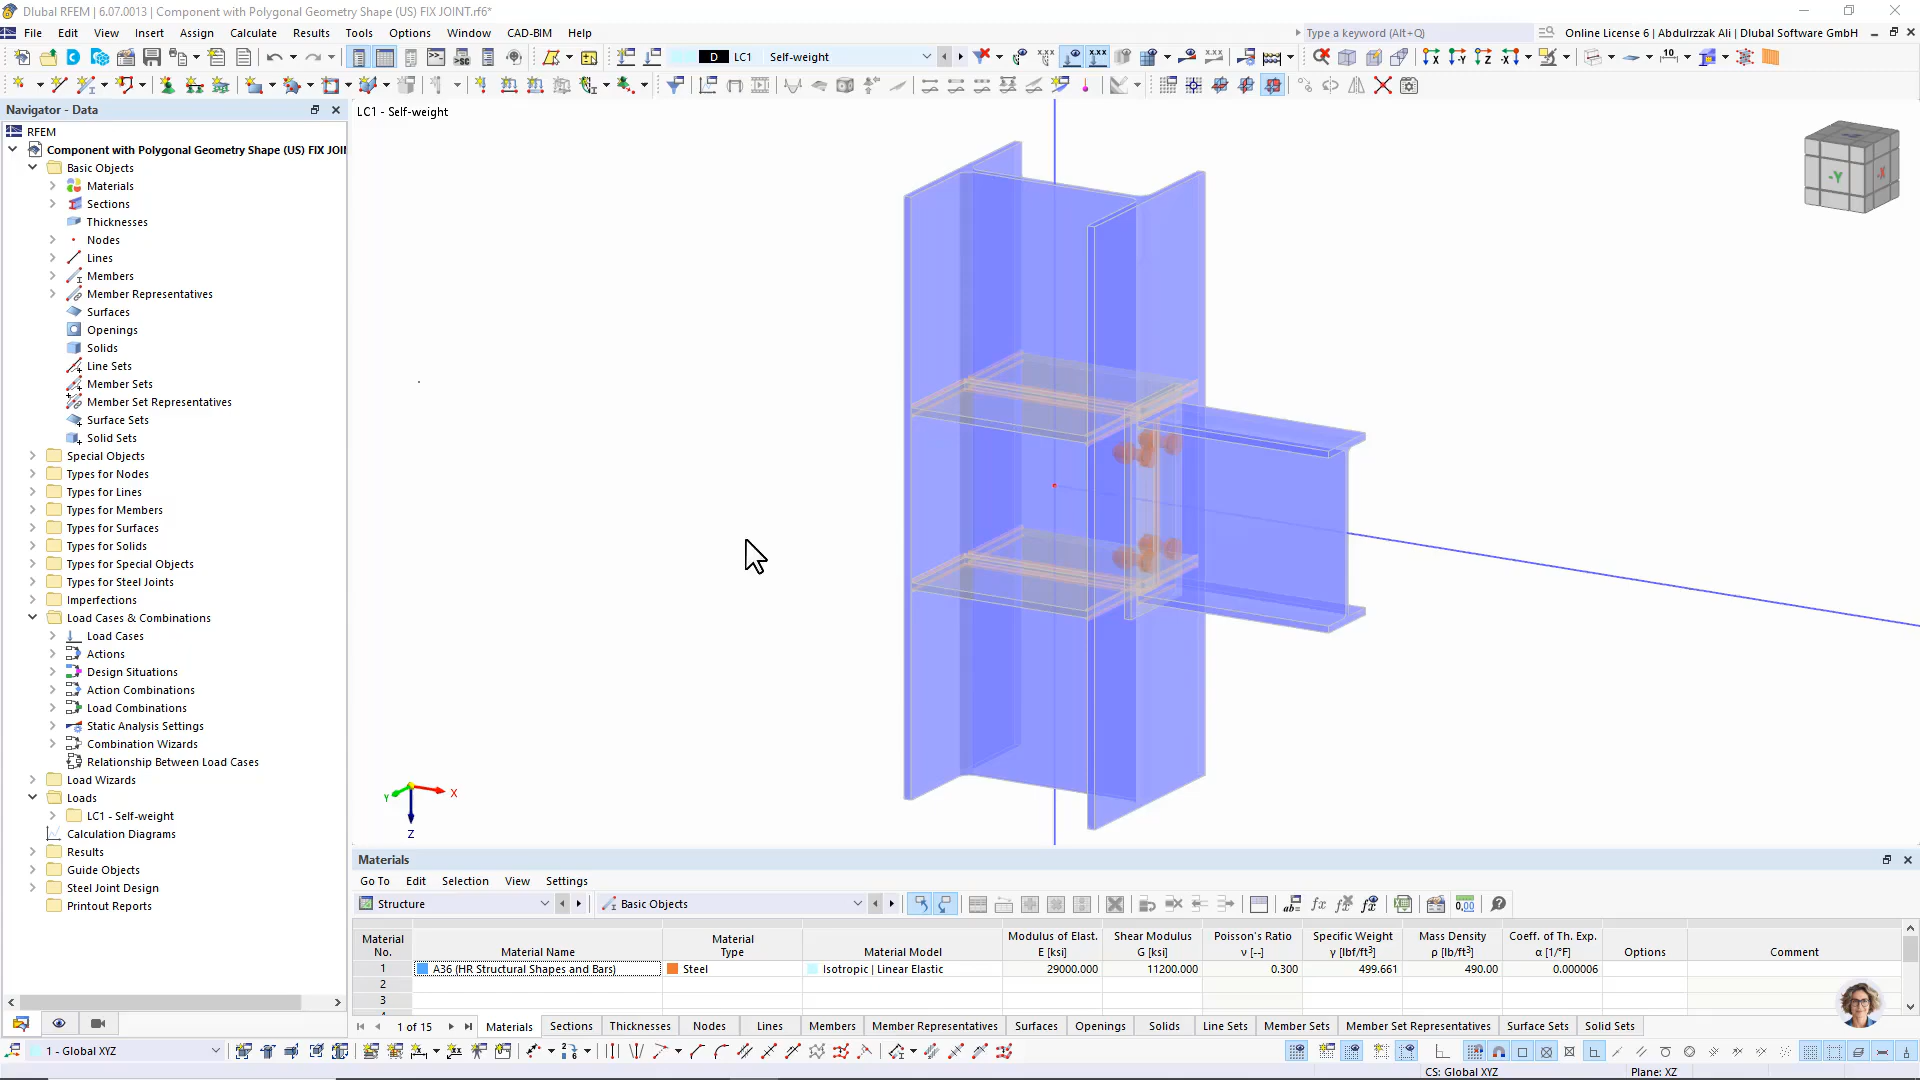 Dlubal RFEM | 6.07.0013 | Component with Polygonal Geometry Shape (US) FIX JOINT.rf6*
File Edit View Insert Assign Calculate Results Tools Options Window CAD-BIM Help
Type a keyword (Alt+Q)
Online License 6 | Abdulrzzak Ali | Dlubal Software GmbH
D LC1 Self-weight
Navigator - Data
LC1 - Self-weight
RFEM
Component with Polygonal Geometry Shape (US) FIX JOIN
Basic Objects
Materials
Sections
Thicknesses
Nodes
Lines
Members
Member Representatives
Surfaces
Openings
Solids
Line Sets
Member Sets
Member Set Representatives
Surface Sets
Solid Sets
Special Objects
Types for Nodes
Types for Lines
Types for Members
Types for Surfaces
Types for Solids
Types for Special Objects
Types for Steel Joints
Imperfections
Load Cases & Combinations
Load Cases
Actions
Design Situations
Action Combinations
Load Combinations
Static Analysis Settings
Combination Wizards
Relationship Between Load Cases
Load Wizards
Loads
LC1 - Self-weight
Calculation Diagrams
Results
Guide Objects
Steel Joint Design
Printout Reports
-Y
-X
X
Y
Z
Materials
Go To Edit Selection View Settings
Structure
Basic Objects
Material No. Material Name Material Type Material Model Modulus of Elast. E [ksi] Shear Modulus G [ksi] Poisson's Ratio ν [--] Specific Weight γ [lbf/ft³] Mass Density ρ [lb/ft³] Coeff. of Th. Exp. α [1/°F] Options Comment
1 A36 (HR Structural Shapes and Bars) Steel Isotropic | Linear Elastic 29000.000 11200.000 0.300 499.661 490.00 0.000006
2
3
1 of 15 Materials Sections Thicknesses Nodes Lines Members Member Representatives Surfaces Openings Solids Line Sets Member Sets Member Set Representatives Surface Sets Solid Sets
1 - Global XYZ
CS: Global XYZ
Plane: XZ